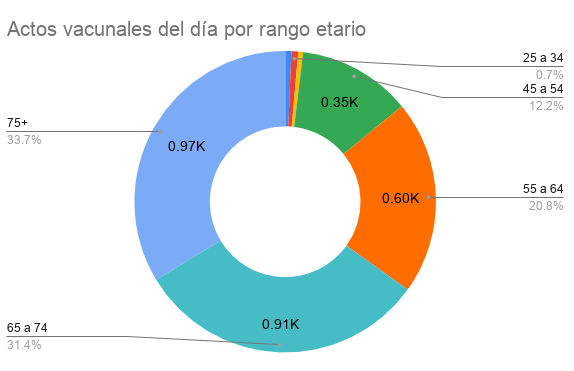 Actos vacunales del día por rango etario
25 a 34
0.7%
45 a 54
12.2%
0.35K
75+
33.7%
0.97K
55 a 64
20.8%
0.60K
65 a 74
31.4%
0.91K